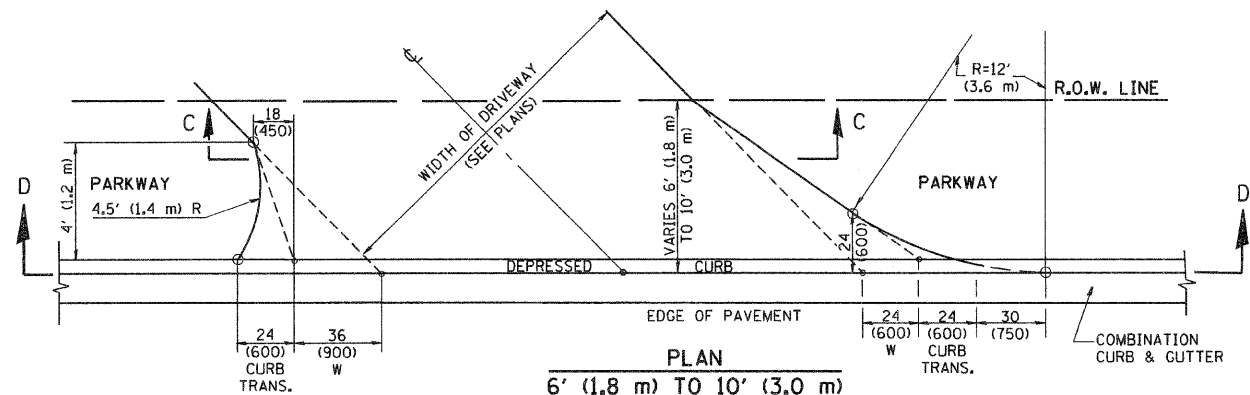 R=12'
(3.6 m)
R.O.W. LINE
℄
WIDTH OF DRIVEWAY
(SEE PLANS)
C
18
(450)
C
4' (1.2 m)
PARKWAY
4.5' (1.4 m) R
VARIES 6' (1.8 m)
TO 10' (3.0 m)
PARKWAY
D
D
24
(600)
DEPRESSED CURB
EDGE OF PAVEMENT
24
(600)
CURB
TRANS.
36
(900)
W
24
(600)
W
24
(600)
CURB
TRANS.
30
(750)
COMBINATION
CURB & GUTTER
PLAN
6' (1.8 m) TO 10' (3.0 m)